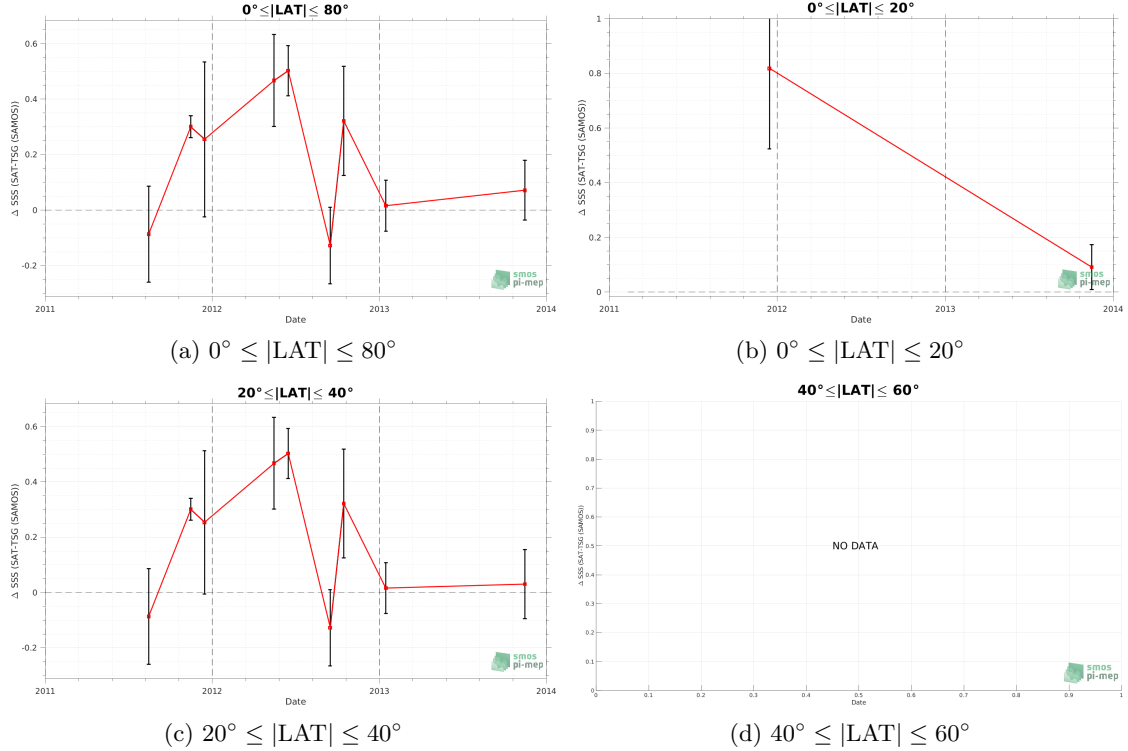 0°≤|LAT|≤ 80°
Δ SSS (SAT-TSG (SAMOS))
0.6
0.4
0.2
0
-0.2
2011
2012
2013
2014
Date
smos
pi-mep
(a) 0° ≤ |LAT| ≤ 80°
0°≤|LAT|≤ 20°
Δ SSS (SAT-TSG (SAMOS))
1
0.8
0.6
0.4
0.2
0
2011
2012
2013
2014
Date
smos
pi-mep
(b) 0° ≤ |LAT| ≤ 20°
20°≤|LAT|≤ 40°
Δ SSS (SAT-TSG (SAMOS))
0.6
0.4
0.2
0
-0.2
2011
2012
2013
2014
Date
smos
pi-mep
(c) 20° ≤ |LAT| ≤ 40°
40°≤|LAT|≤ 60°
Δ SSS (SAT-TSG (SAMOS))
1
0.9
0.8
0.7
0.6
0.5
0.4
0.3
0.2
0.1
0
NO DATA
0
0.1
0.2
0.3
0.4
0.5
0.6
0.7
0.8
0.9
1
Date
smos
pi-mep
(d) 40° ≤ |LAT| ≤ 60°